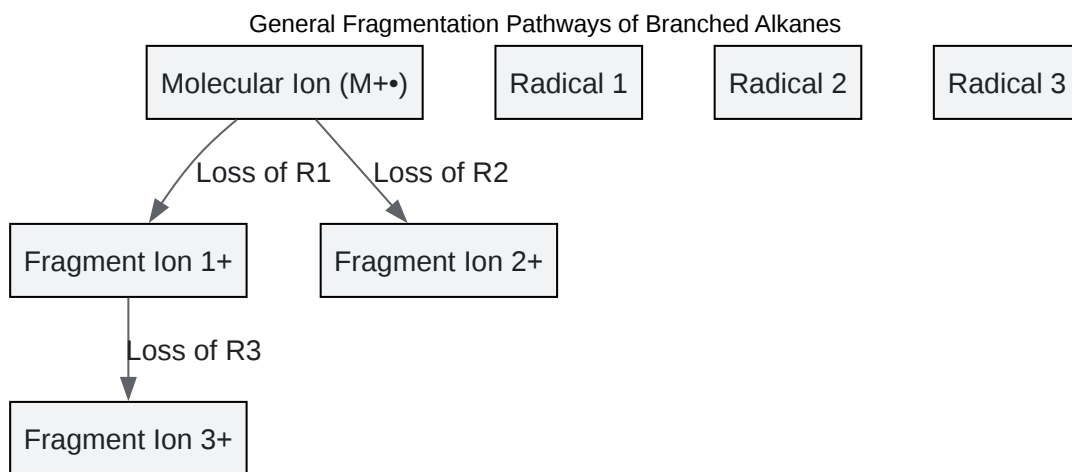 General Fragmentation Pathways of Branched Alkanes
Molecular Ion (M+•)
Radical 1
Radical 2
Radical 3
Loss of R1
Loss of R2
Fragment Ion 1+
Fragment Ion 2+
Loss of R3
Fragment Ion 3+